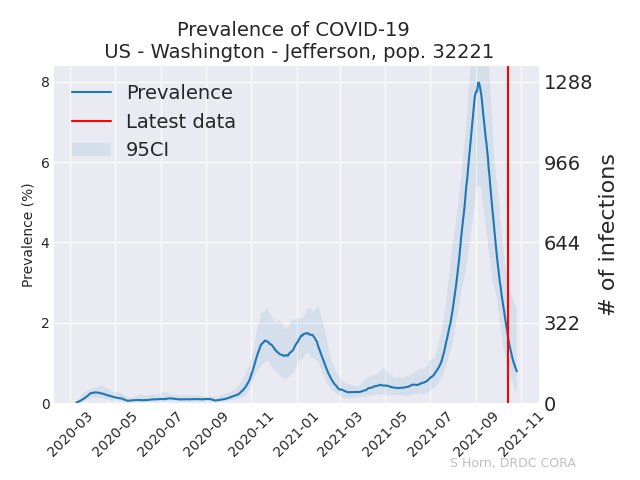 Prevalence of COVID-19
US - Washington - Jefferson, pop. 32221
Prevalence
Latest data
95CI
Prevalence (%)
8
6
4
2
0
1288
966
644
322
0
# of infections
2020-03
2020-05
2020-07
2020-09
2020-11
2021-01
2021-03
2021-05
2021-07
2021-09
2021-11
S Horn, DRDC CORA